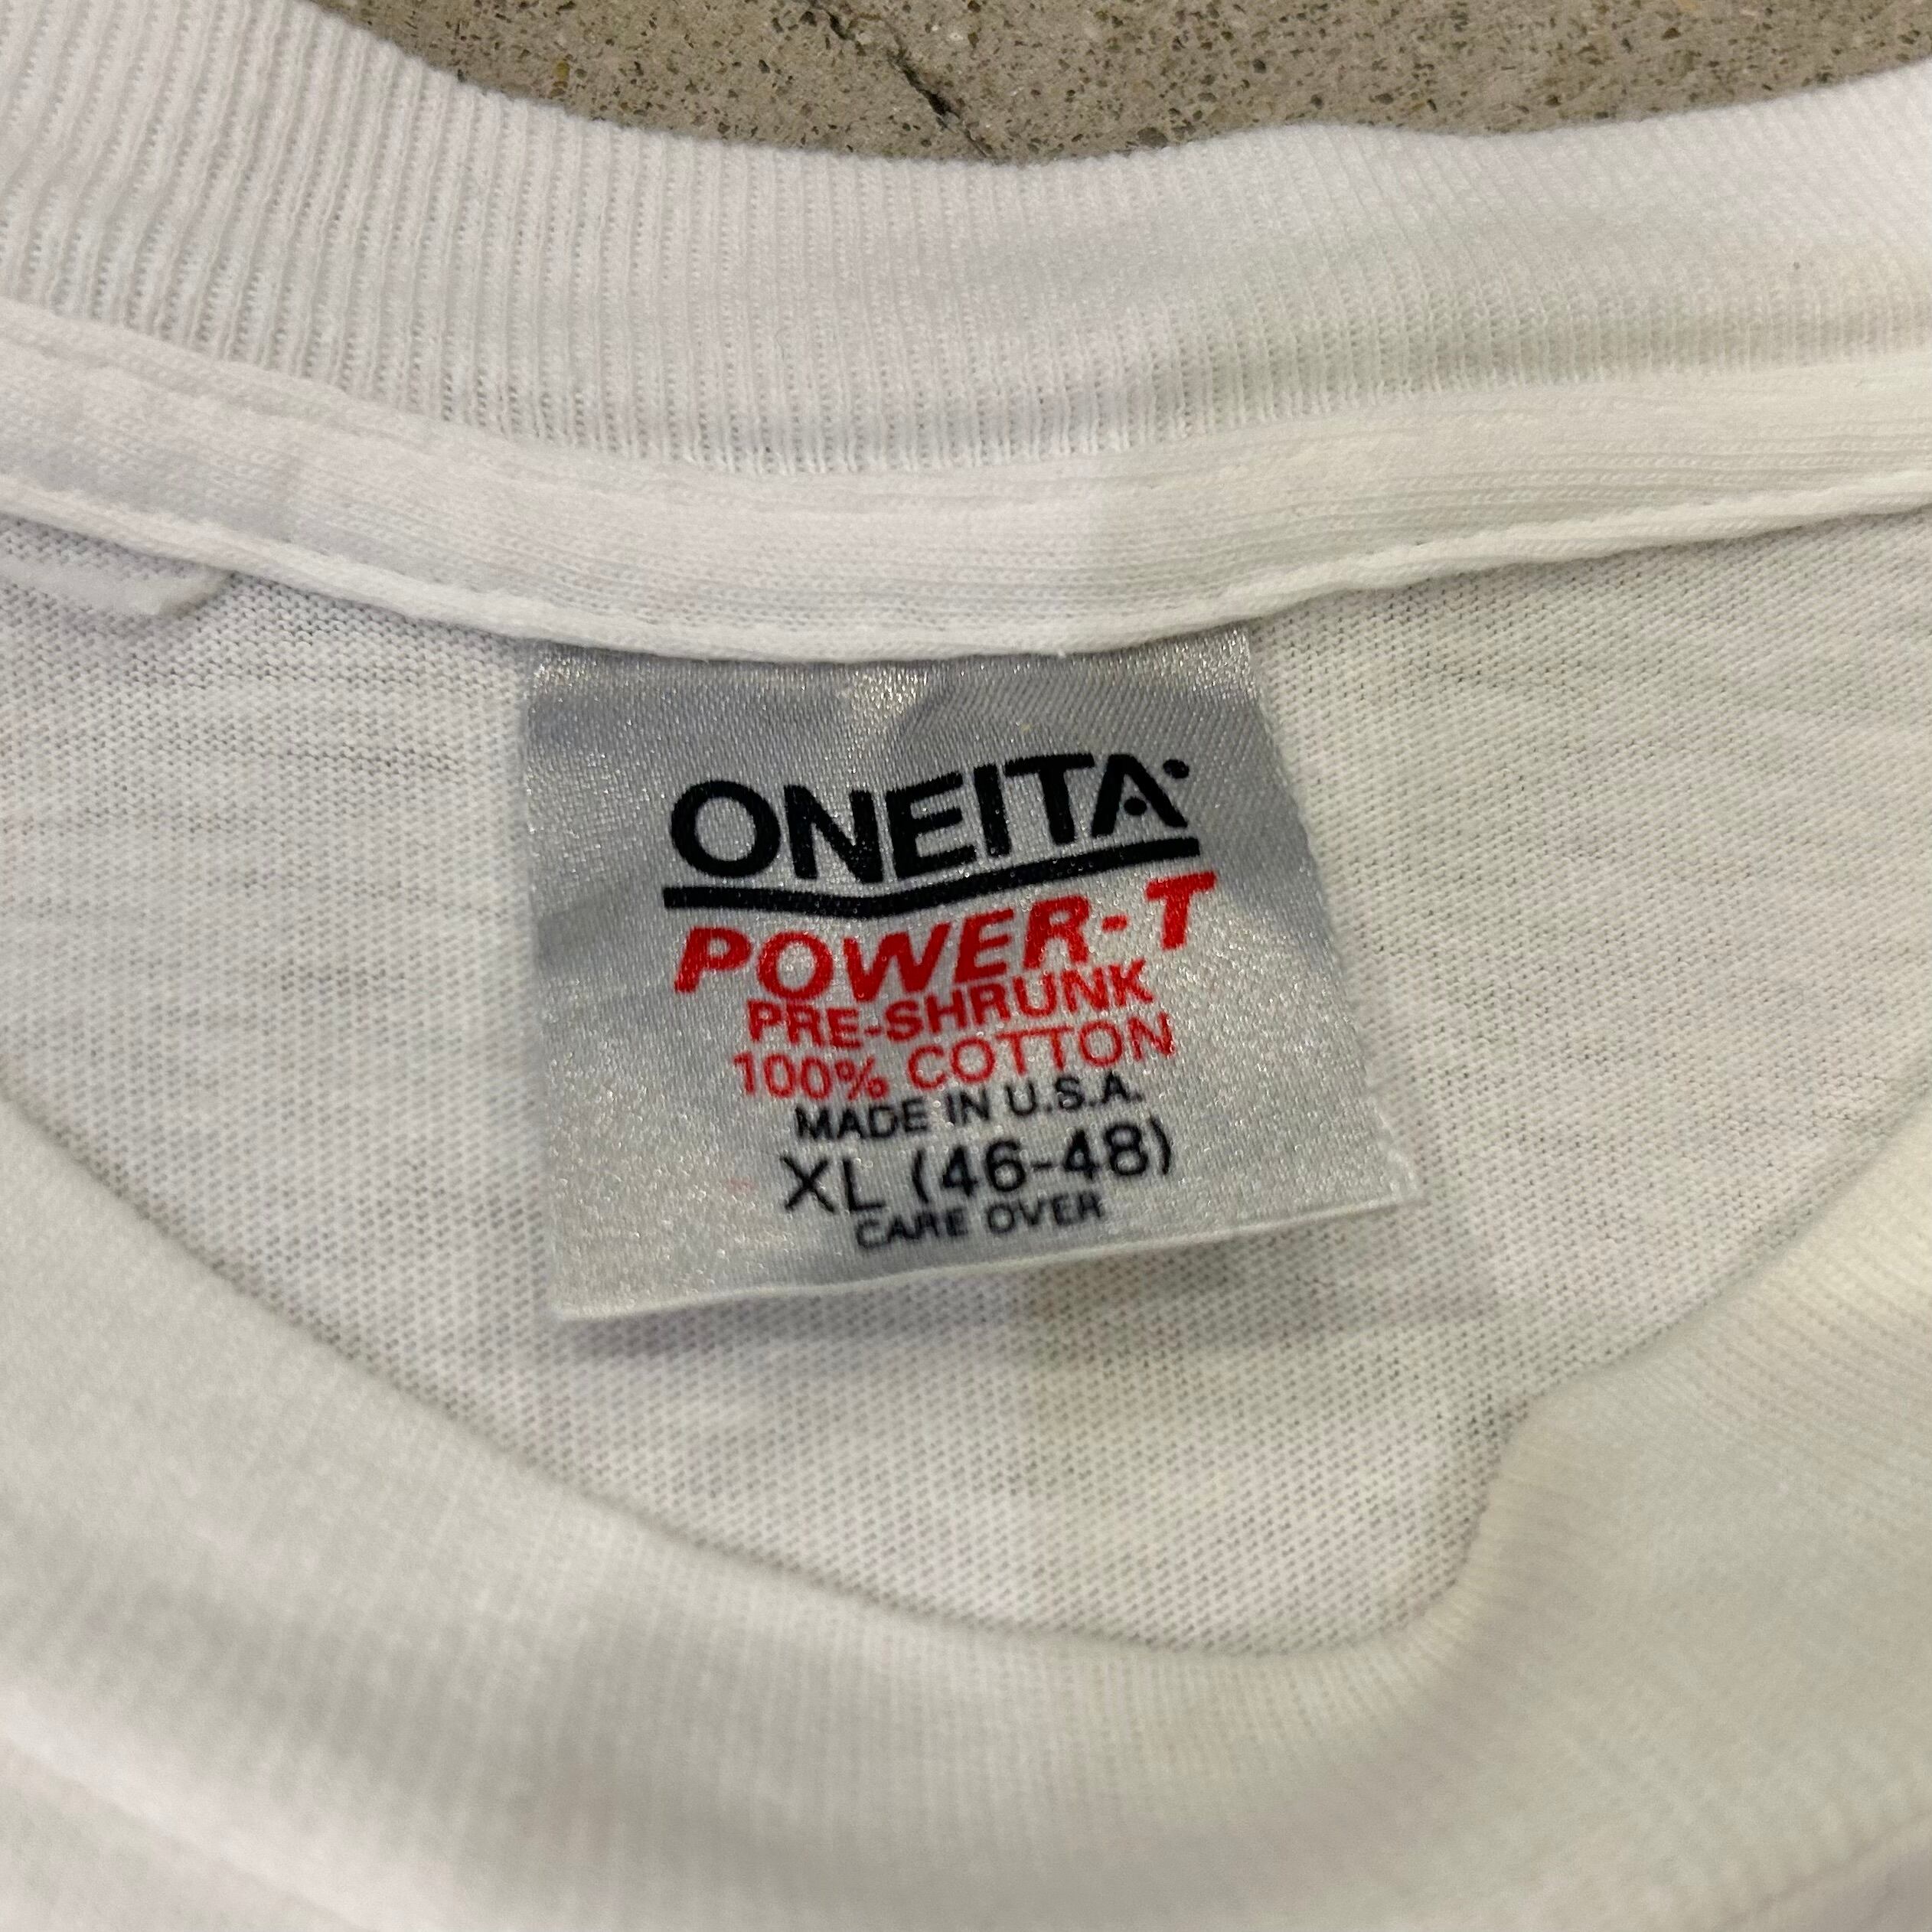 ONEITA
POWER-T
PRE-SHRUNK
100% COTTON
MADE IN U.S.A.
XL (46-48)
CARE OVER